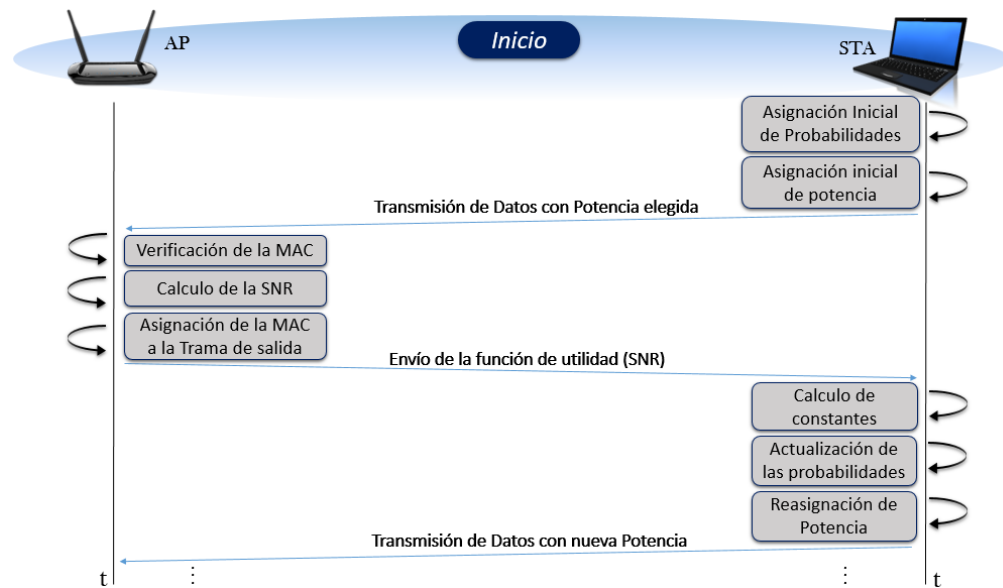 AP
Inicio
STA
Asignación Inicial
de Probabilidades
Asignación inicial
de potencia
Transmisión de Datos con Potencia elegida
Verificación de la MAC
Calculo de la SNR
Asignación de la MAC
a la Trama de salida
Envío de la función de utilidad (SNR)
Calculo de
constantes
Actualización de
las probabilidades
Reasignación de
Potencia
Transmisión de Datos con nueva Potencia
t
t